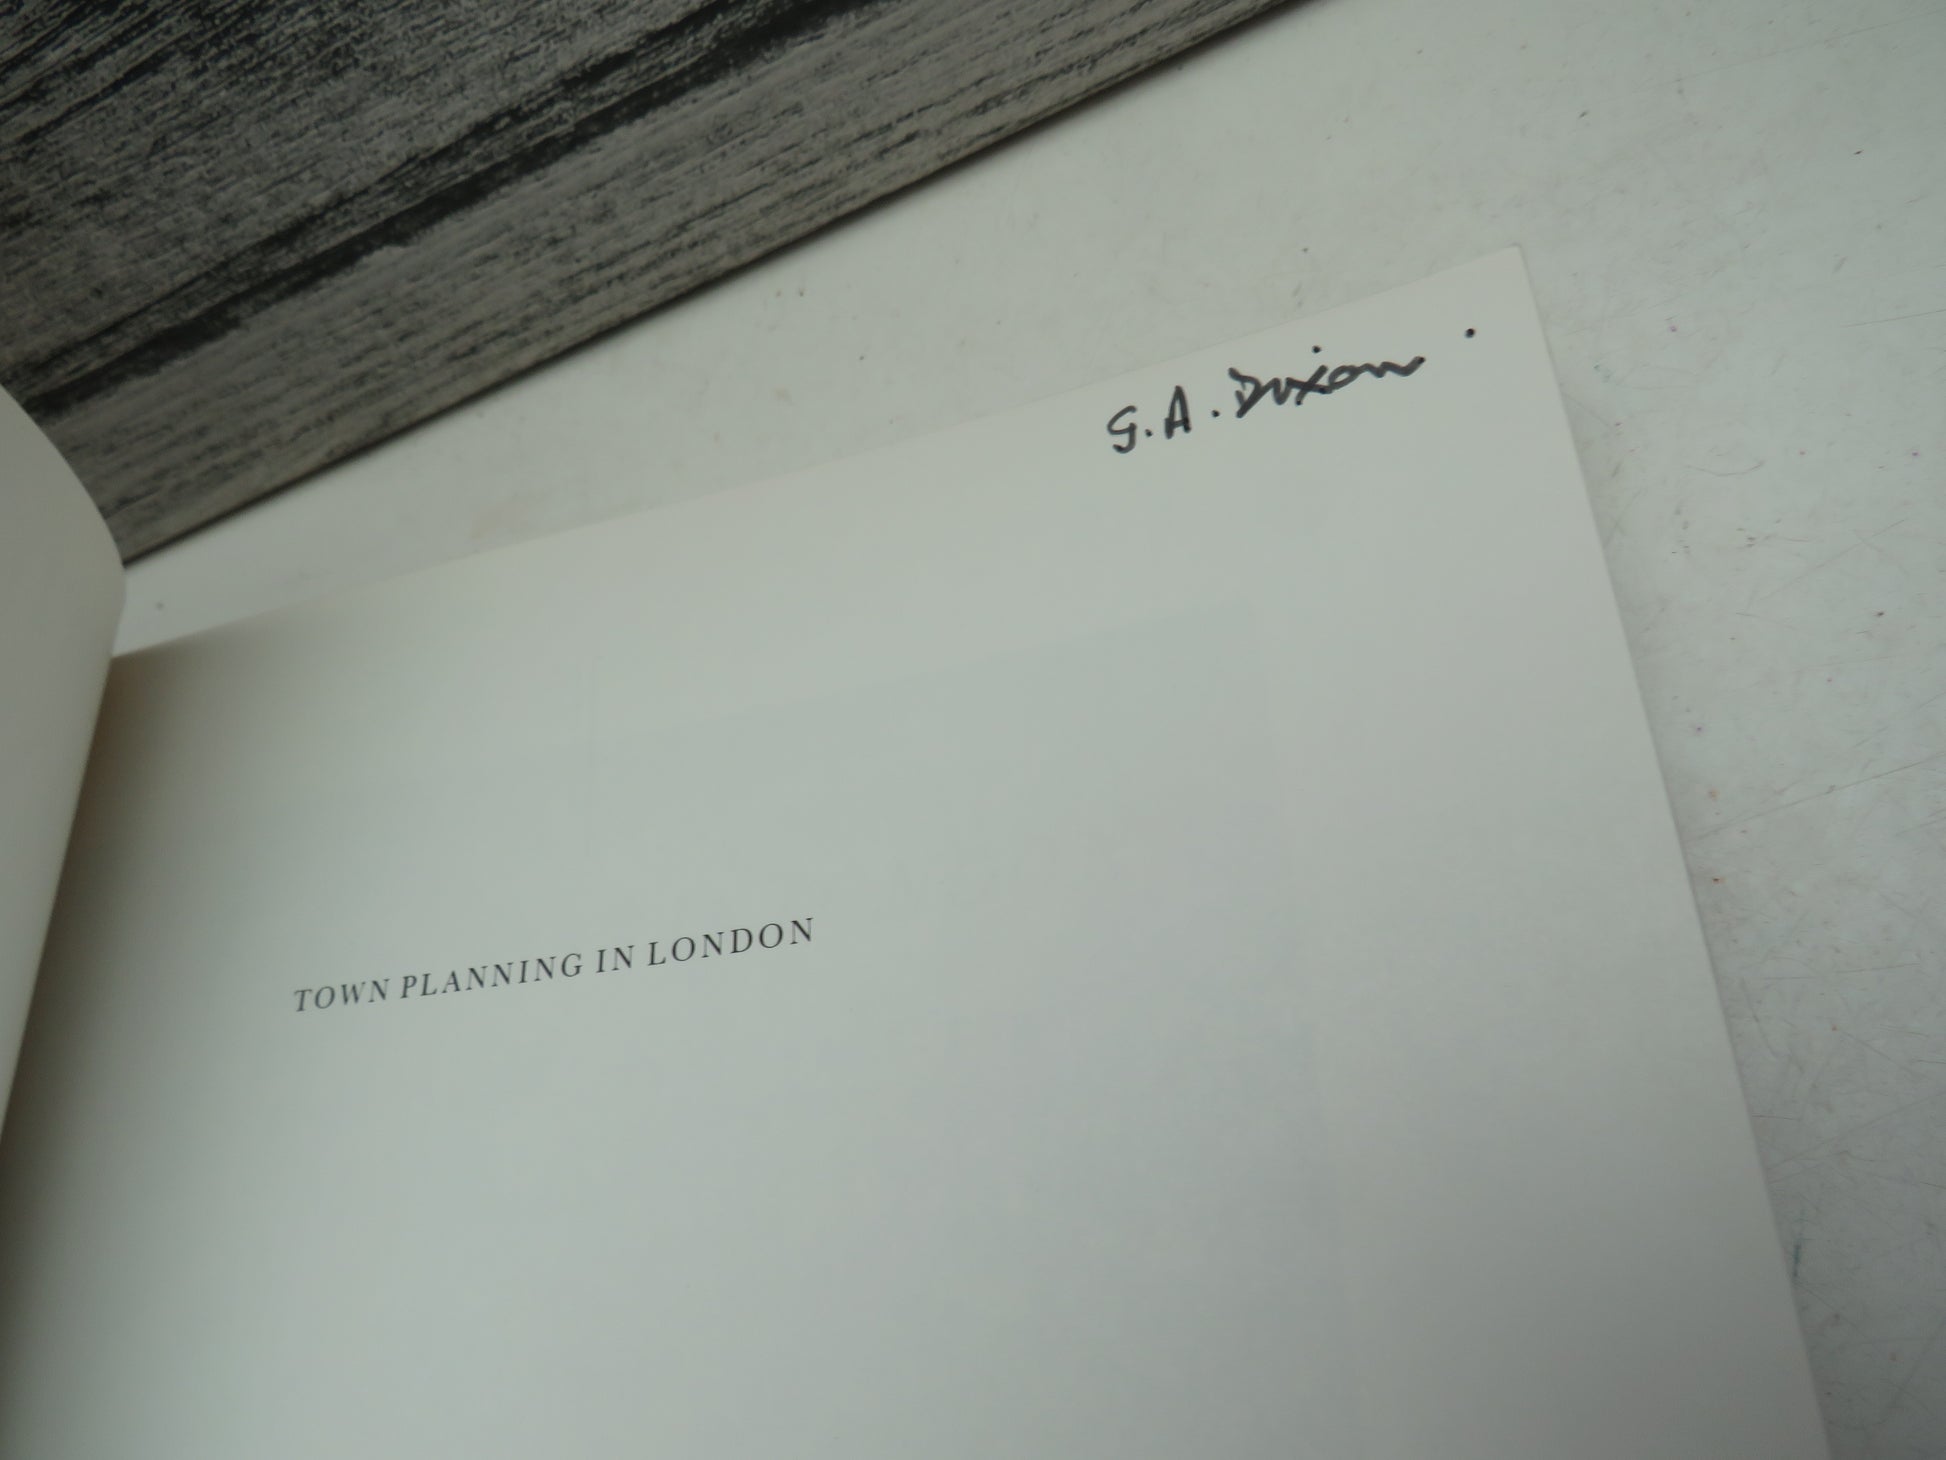 G.A. Dixon.
TOWN PLANNING IN LONDON